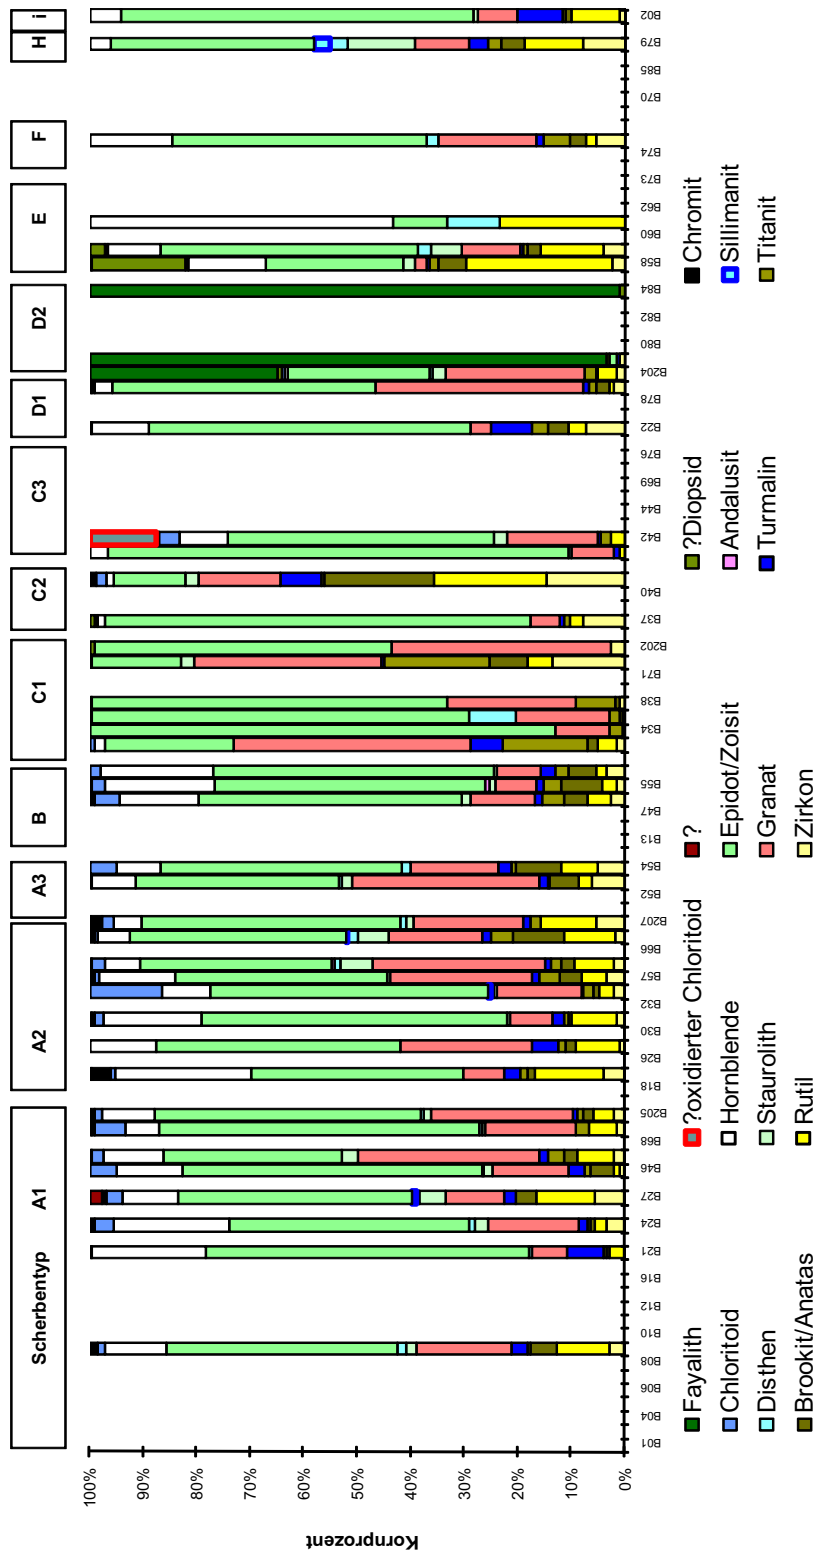 Scherbentyp A1 A2 A3 B C1 C2 C3 D1 D2 E F H i
Kornprozent
100%
90%
80%
70%
60%
50%
40%
30%
20%
10%
0%
B01 B04 B06 B08 B10 B12 B16 B21 B24 B27 B46 B68 B205 B18 B26 B30 B32 B57 B66 B207 B52 B54 B13 B47 B55 B34 B38 B71 B202 B37 B40 B42 B44 B69 B76 B22 B78 B204 B80 B82 B84 B58 B60 B62 B73 B74 B70 B85 B79 B02
Fayalith ?oxidierter Chloritoid ? ?Diopsid Chromit
Chloritoid Hornblende Epidot/Zoisit Andalusit Sillimanit
Disthen Staurolith Granat Turmalin Titanit
Brookit/Anatas Rutil Zirkon